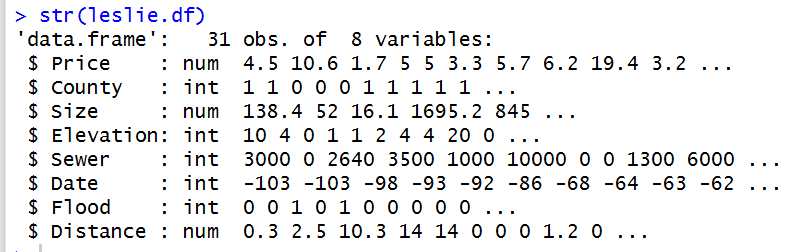 > str(leslie.df)
'data.frame':   31 obs. of  8 variables:
 $ Price    : num  4.5 10.6 1.7 5 5 3.3 5.7 6.2 19.4 3.2 ...
 $ County   : int  1 1 0 0 0 1 1 1 1 1 ...
 $ Size     : num  138.4 52 16.1 1695.2 845 ...
 $ Elevation: int  10 4 0 1 1 2 4 4 20 0 ...
 $ Sewer    : int  3000 0 2640 3500 1000 10000 0 0 1300 6000 ...
 $ Date     : int  -103 -103 -98 -93 -92 -86 -68 -64 -63 -62 ...
 $ Flood    : int  0 0 1 0 1 0 0 0 0 0 ...
 $ Distance : num  0.3 2.5 10.3 14 14 0 0 0 1.2 0 ...